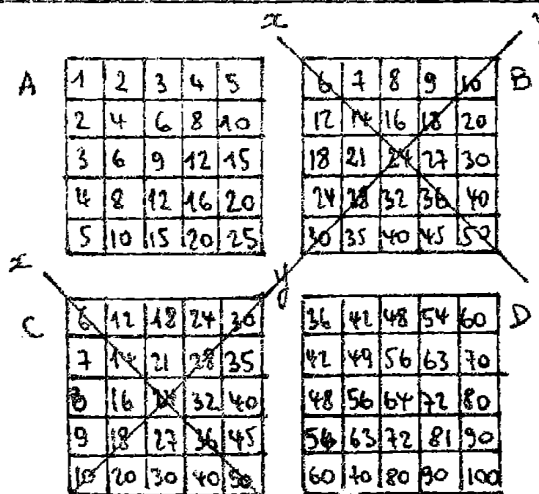 x y
A 1 2 3 4 5 6 7 8 9 10 B
2 4 6 8 10 12 14 16 18 20
3 6 9 12 15 18 21 24 27 30
4 8 12 16 20 24 28 32 36 40
5 10 15 20 25 30 35 40 45 50
x y
C 6 12 18 24 30 36 42 48 54 60 D
7 14 21 28 35 42 49 56 63 70
8 16 24 32 40 48 56 64 72 80
9 18 27 36 45 56 63 72 81 90
10 20 30 40 50 60 70 80 90 100